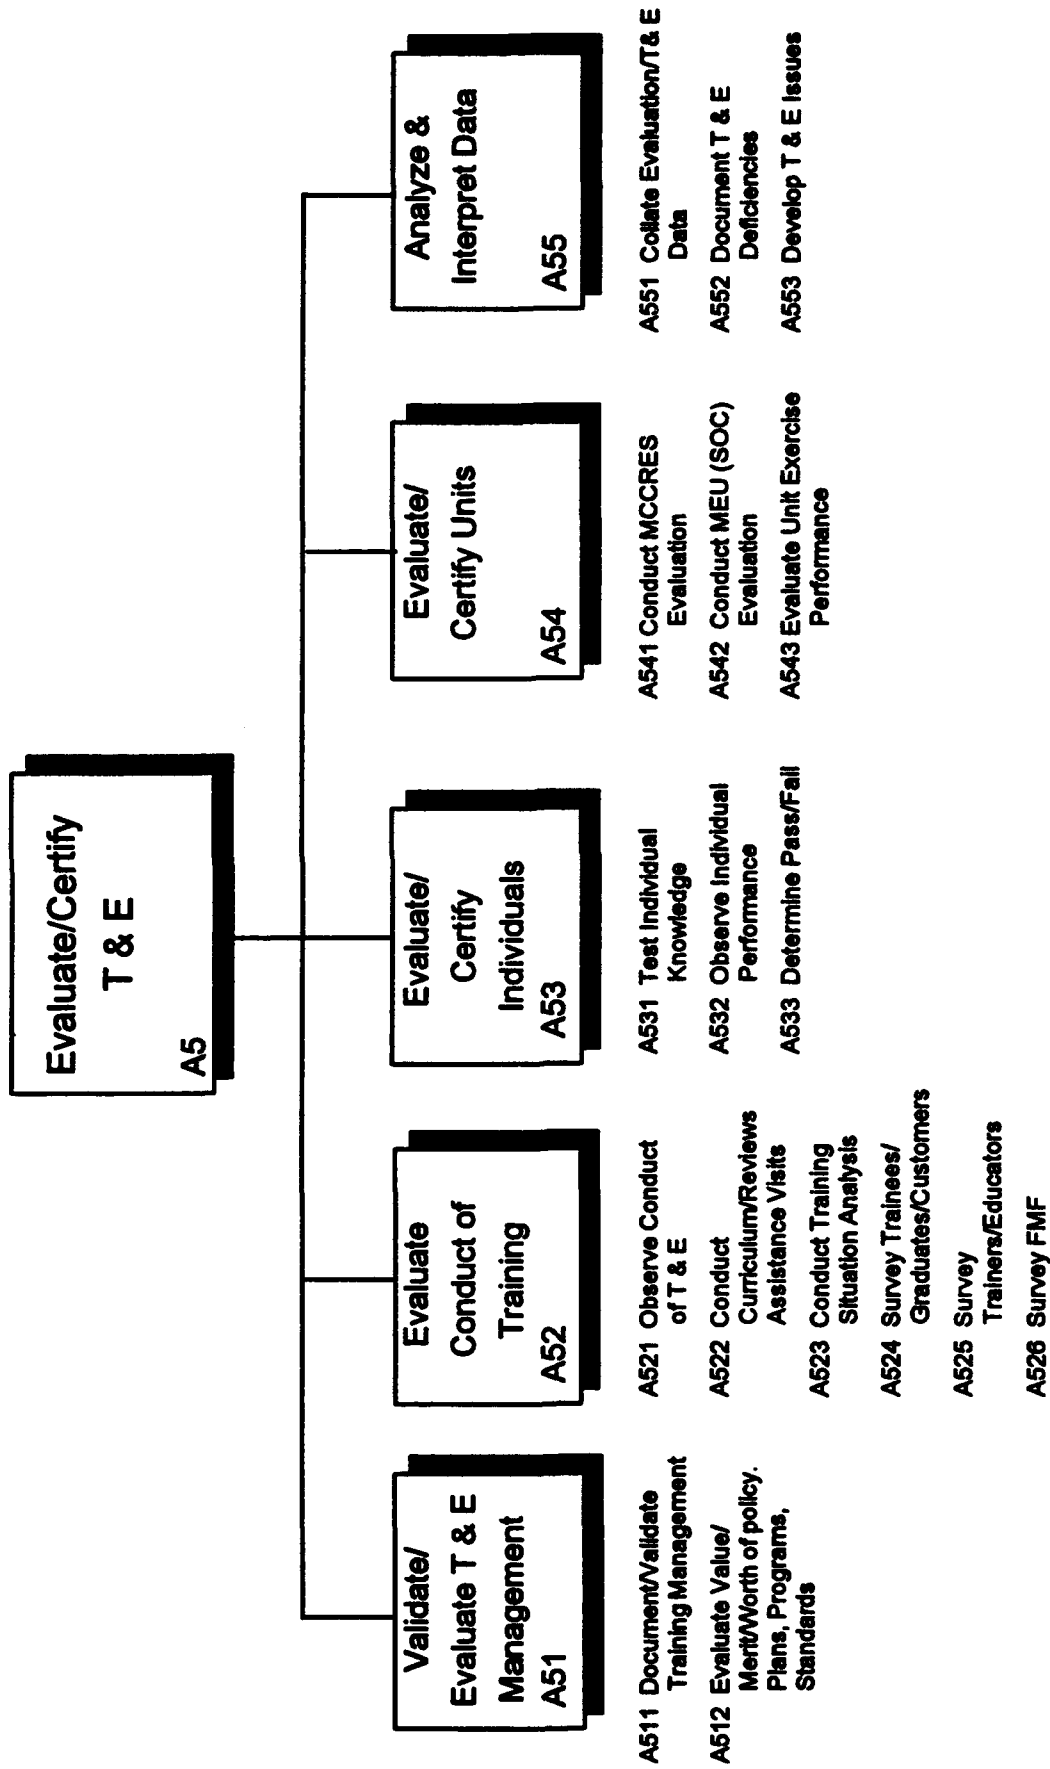 Evaluate/Certify
T & E
A5
Validate/
Evaluate T & E
Management
A51
A511 Document/Validate
Training Management
A512 Evaluate Value/
Merit/Worth of policy.
Plans, Programs,
Standards
Evaluate
Conduct of
Training
A52
A521 Observe Conduct
of T & E
A522 Conduct
Curriculum/Reviews
Assistance Visits
A523 Conduct Training
Situation Analysis
A524 Survey Trainees/
Graduates/Customers
A525 Survey
Trainers/Educators
A526 Survey FMF
Evaluate/
Certify
Individuals
A53
A531 Test Individual
Knowledge
A532 Observe Individual
Performance
A533 Determine Pass/Fail
Evaluate/
Certify Units
A54
A541 Conduct MCCRES
Evaluation
A542 Conduct MEU (SOC)
Evaluation
A543 Evaluate Unit Exercise
Performance
Analyze &
Interpret Data
A55
A551 Collate Evaluation/T& E
Data
A552 Document T & E
Deficiencies
A553 Develop T & E Issues